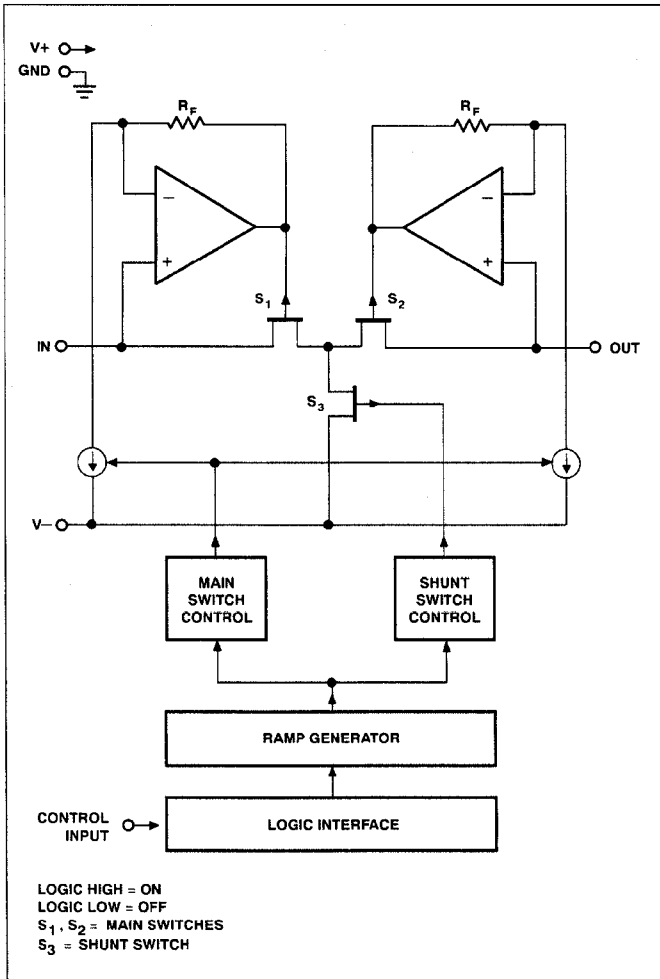 V+
GND
R_F
R_F
−
+
−
+
S_1
S_2
IN
OUT
S_3
V−
MAIN
SWITCH
CONTROL
SHUNT
SWITCH
CONTROL
RAMP GENERATOR
CONTROL
INPUT
LOGIC INTERFACE
LOGIC HIGH = ON
LOGIC LOW = OFF
S_1, S_2 = MAIN SWITCHES
S_3 = SHUNT SWITCH